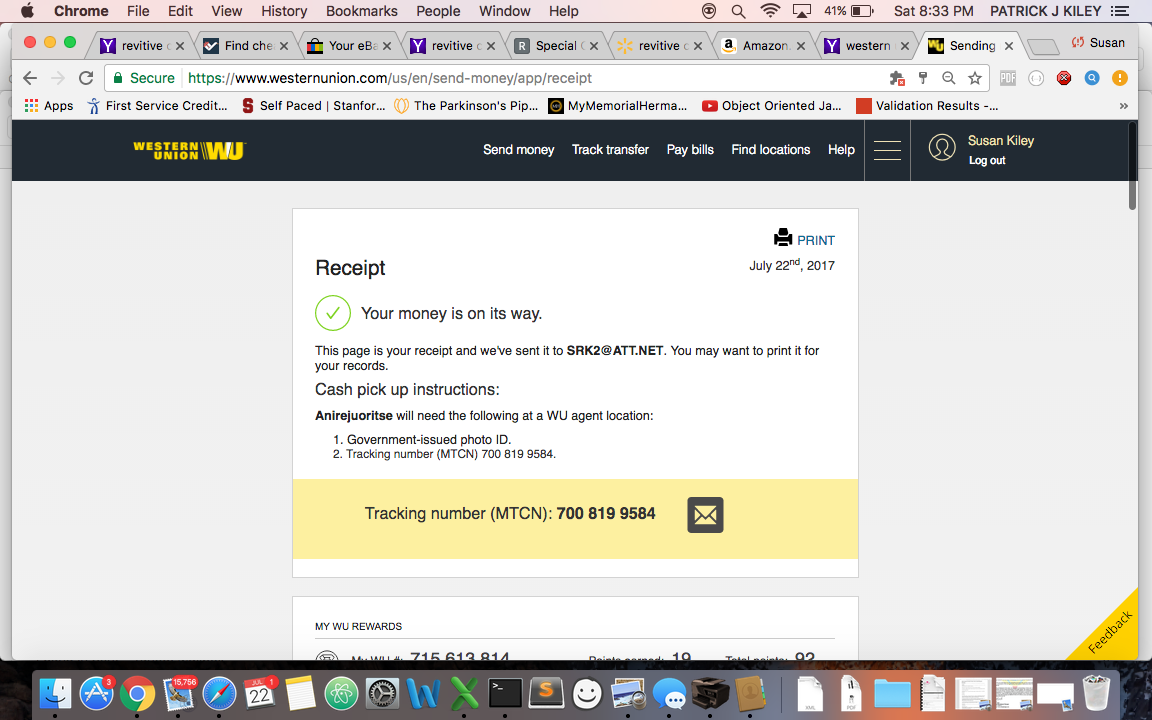 Chrome File Edit View History Bookmarks People Window Help 41% Sat 8:33 PM PATRICK J KILEY
revitive c Find che Your eBa revitive c Special revitive c Amazon. western Sending Susan
Secure https://www.westernunion.com/us/en/send-money/app/receipt
Apps First Service Credit... Self Paced | Stanfor... The Parkinson's Pip... MyMemorialHerma... Object Oriented Ja... Validation Results -... »
WESTERN UNION WU Send money Track transfer Pay bills Find locations Help Susan Kiley
Log out
PRINT
Receipt July 22nd, 2017
Your money is on its way.
This page is your receipt and we've sent it to SRK2@ATT.NET. You may want to print it for
your records.
Cash pick up instructions:
Anirejuoritse will need the following at a WU agent location:
1. Government-issued photo ID.
2. Tracking number (MTCN) 700 819 9584.
Tracking number (MTCN): 700 819 9584
MY WU REWARDS
My WU #: 715 613 814 Points earned: 19 Total points: 92
Feedback
3 15,756 JUL 22 1